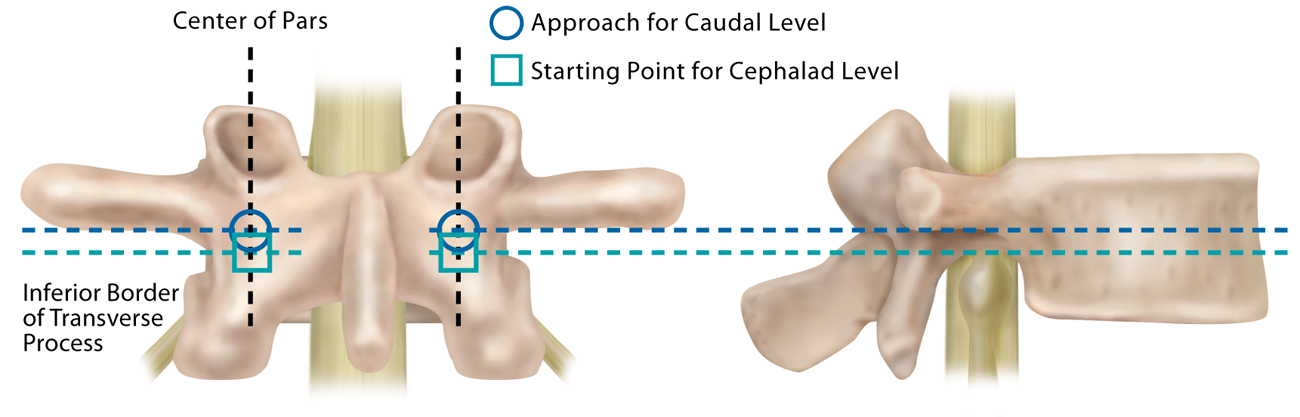 Center of Pars
Approach for Caudal Level
Starting Point for Cephalad Level
Inferior Border
of Transverse
Process